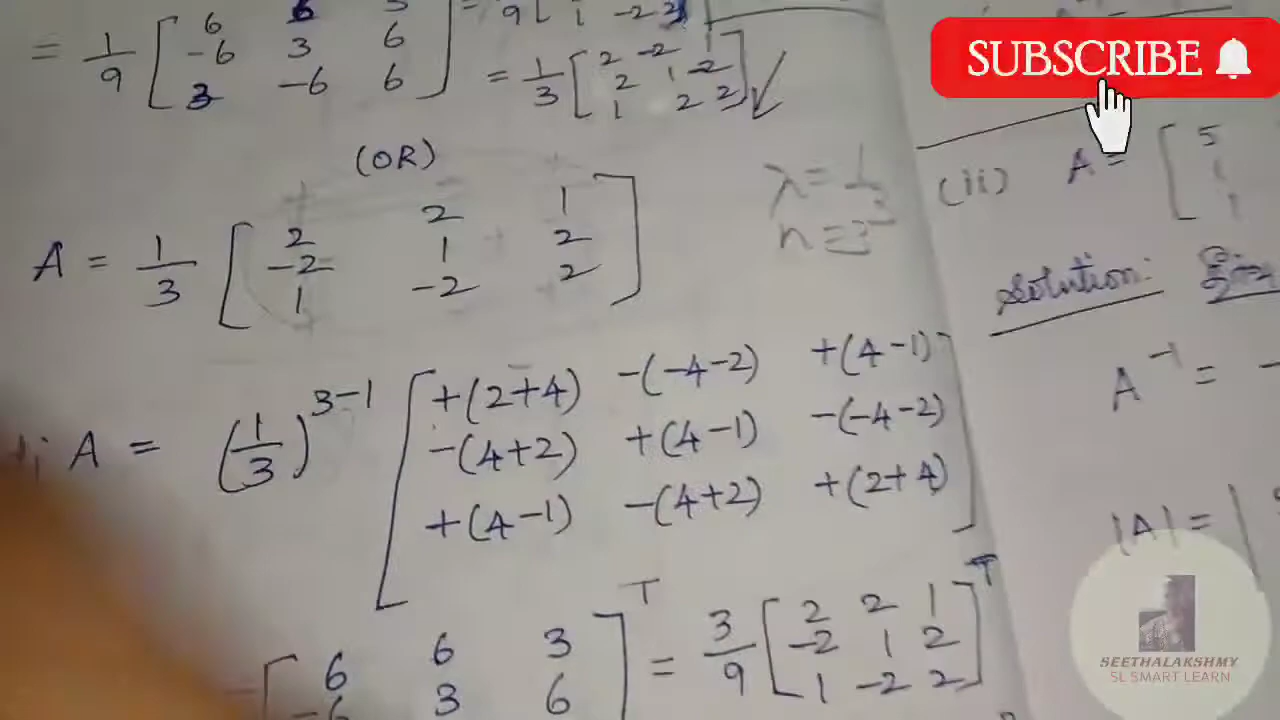 = 1/9 [ 6 6 3
-6 3 6
3 -6 6 ]
= 1/3 [ 2 -2 1
2 1 -2
1 2 2 ] ✓
(OR)
A = 1/3 [ 2 2 1
-2 1 2
1 -2 2 ]
λ = 1/3
n = 3
A = (1/3)^3-1 [ +(2+4) -(-4-2) +(4-1)
-(4+2) +(4-1) -(-4-2)
+(4-1) -(4+2) +(2+4) ]
[ 6 6 3
-6 3 6 ]^T
= 3/9 [ 2 2 1
-2 1 2
1 -2 2 ]^T
SUBSCRIBE
(ii) A = [ 5
1
1
Solution:
A^-1 =
|A| =
SEETHALAKSHMY
SL SMART LEARN